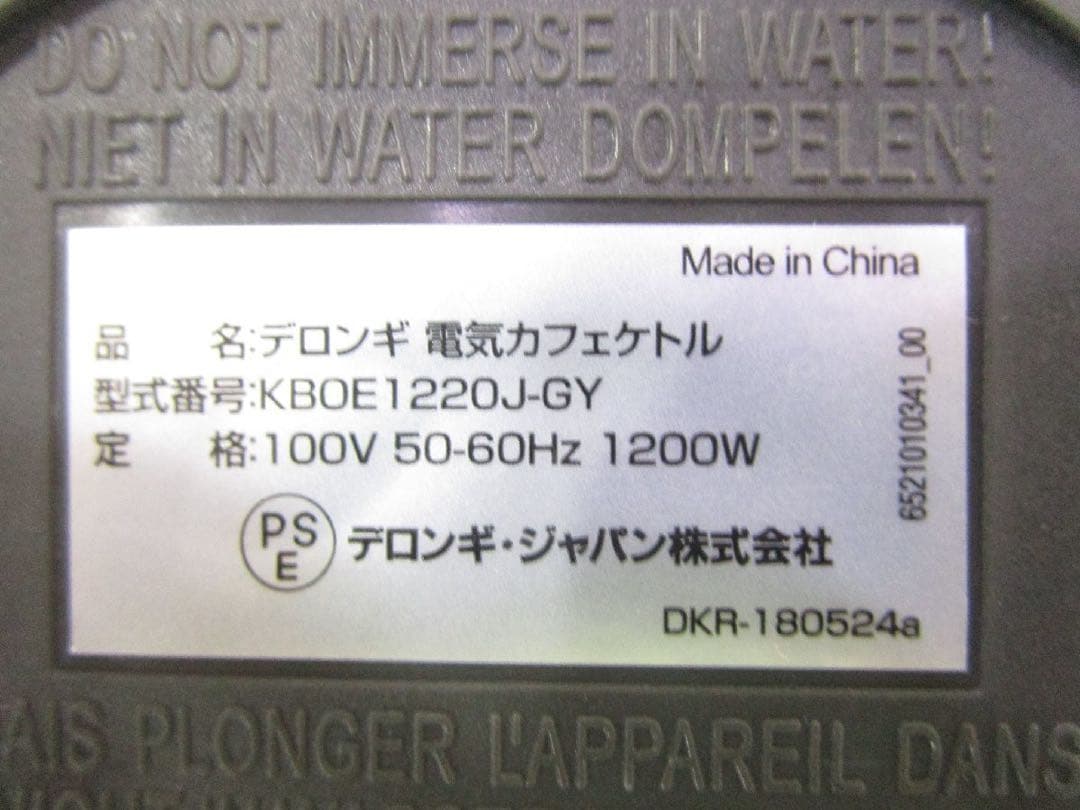 DO NOT IMMERSE IN WATER!
NIET IN WATER DOMPELEN!
Made in China
品 名:デロンギ 電気カフェケトル
型式番号:KBOE1220J-GY
定 格:100V 50-60Hz 1200W
6521010341_00
PSE デロンギ・ジャパン株式会社
DKR-180524a
AIS PLONGER L'APPAREIL DANS